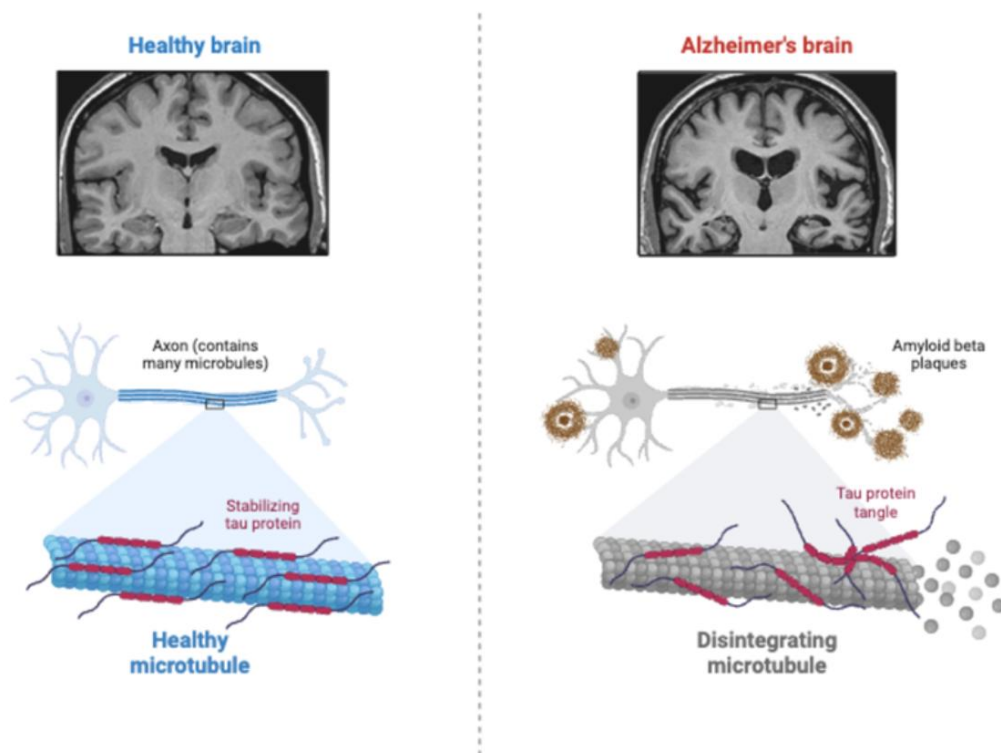 Healthy brain
Axon (contains
many microbules)
Stabilizing
tau protein
Healthy
microtubule
Alzheimer's brain
Amyloid beta
plaques
Tau protein
tangle
Disintegrating
microtubule